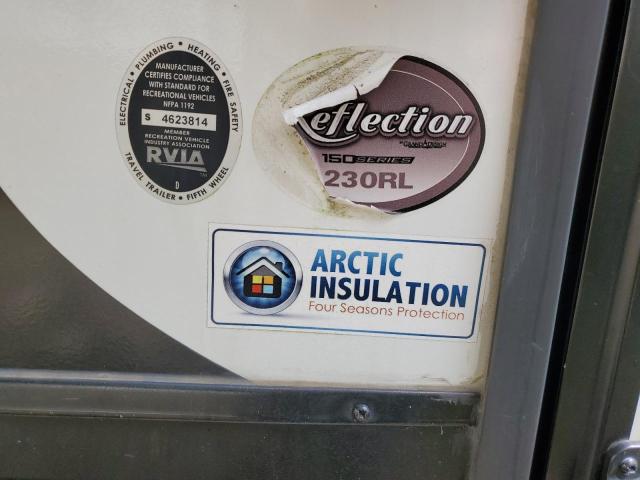 ELECTRICAL • PLUMBING • HEATING • FIRE SAFETY
MANUFACTURER
CERTIFIES COMPLIANCE
WITH STANDARD FOR
RECREATIONAL VEHICLES
NFPA 1192
S 4623814
MEMBER
RECREATION VEHICLE
INDUSTRY ASSOCIATION
RVIA TM
D
TRAVEL TRAILER • FIFTH WHEEL
eflection
150 SERIES
230RL
ARCTIC
INSULATION
Four Seasons Protection